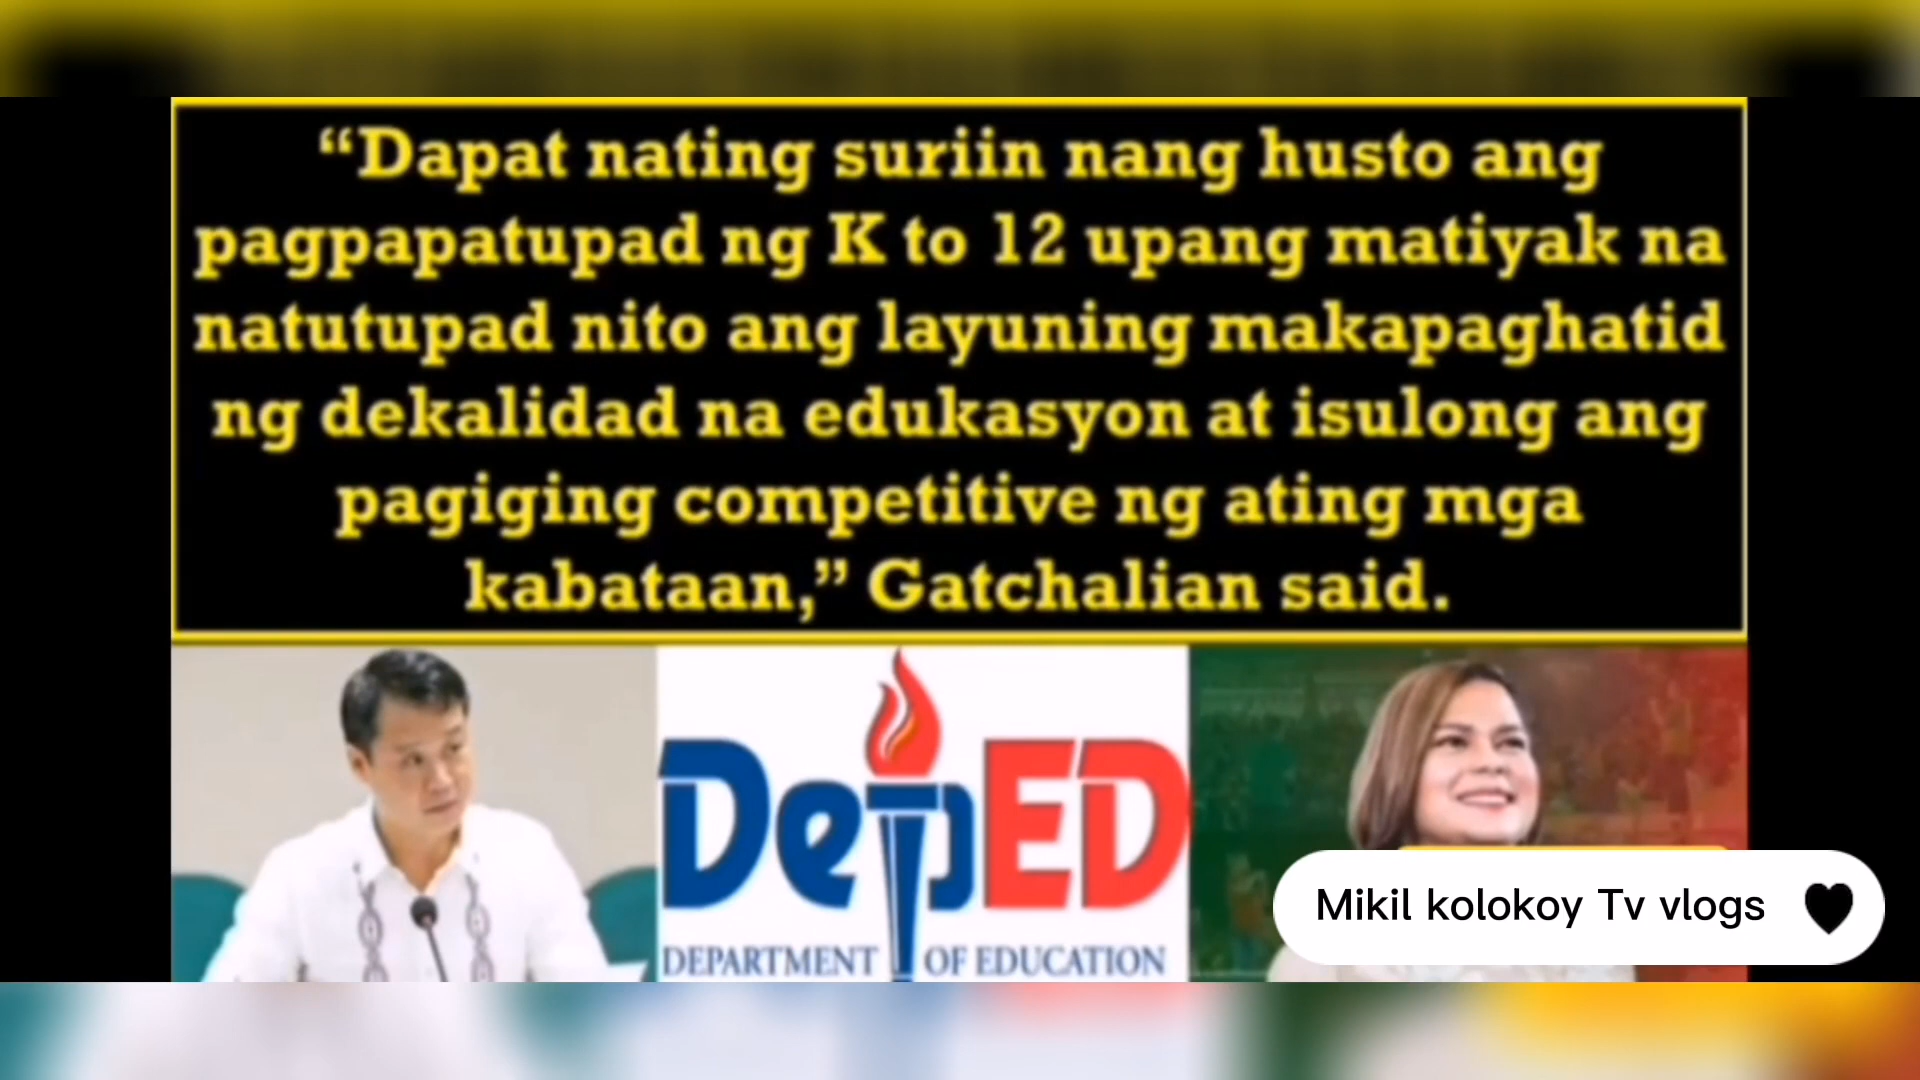 “Dapat nating suriin nang husto ang
pagpapatupad ng K to 12 upang matiyak na
natutupad nito ang layuning makapaghatid
ng dekalidad na edukasyon at isulong ang
pagiging competitive ng ating mga
kabataan,” Gatchalian said.
DepED
DEPARTMENT OF EDUCATION
Mikil kolokoy Tv vlogs